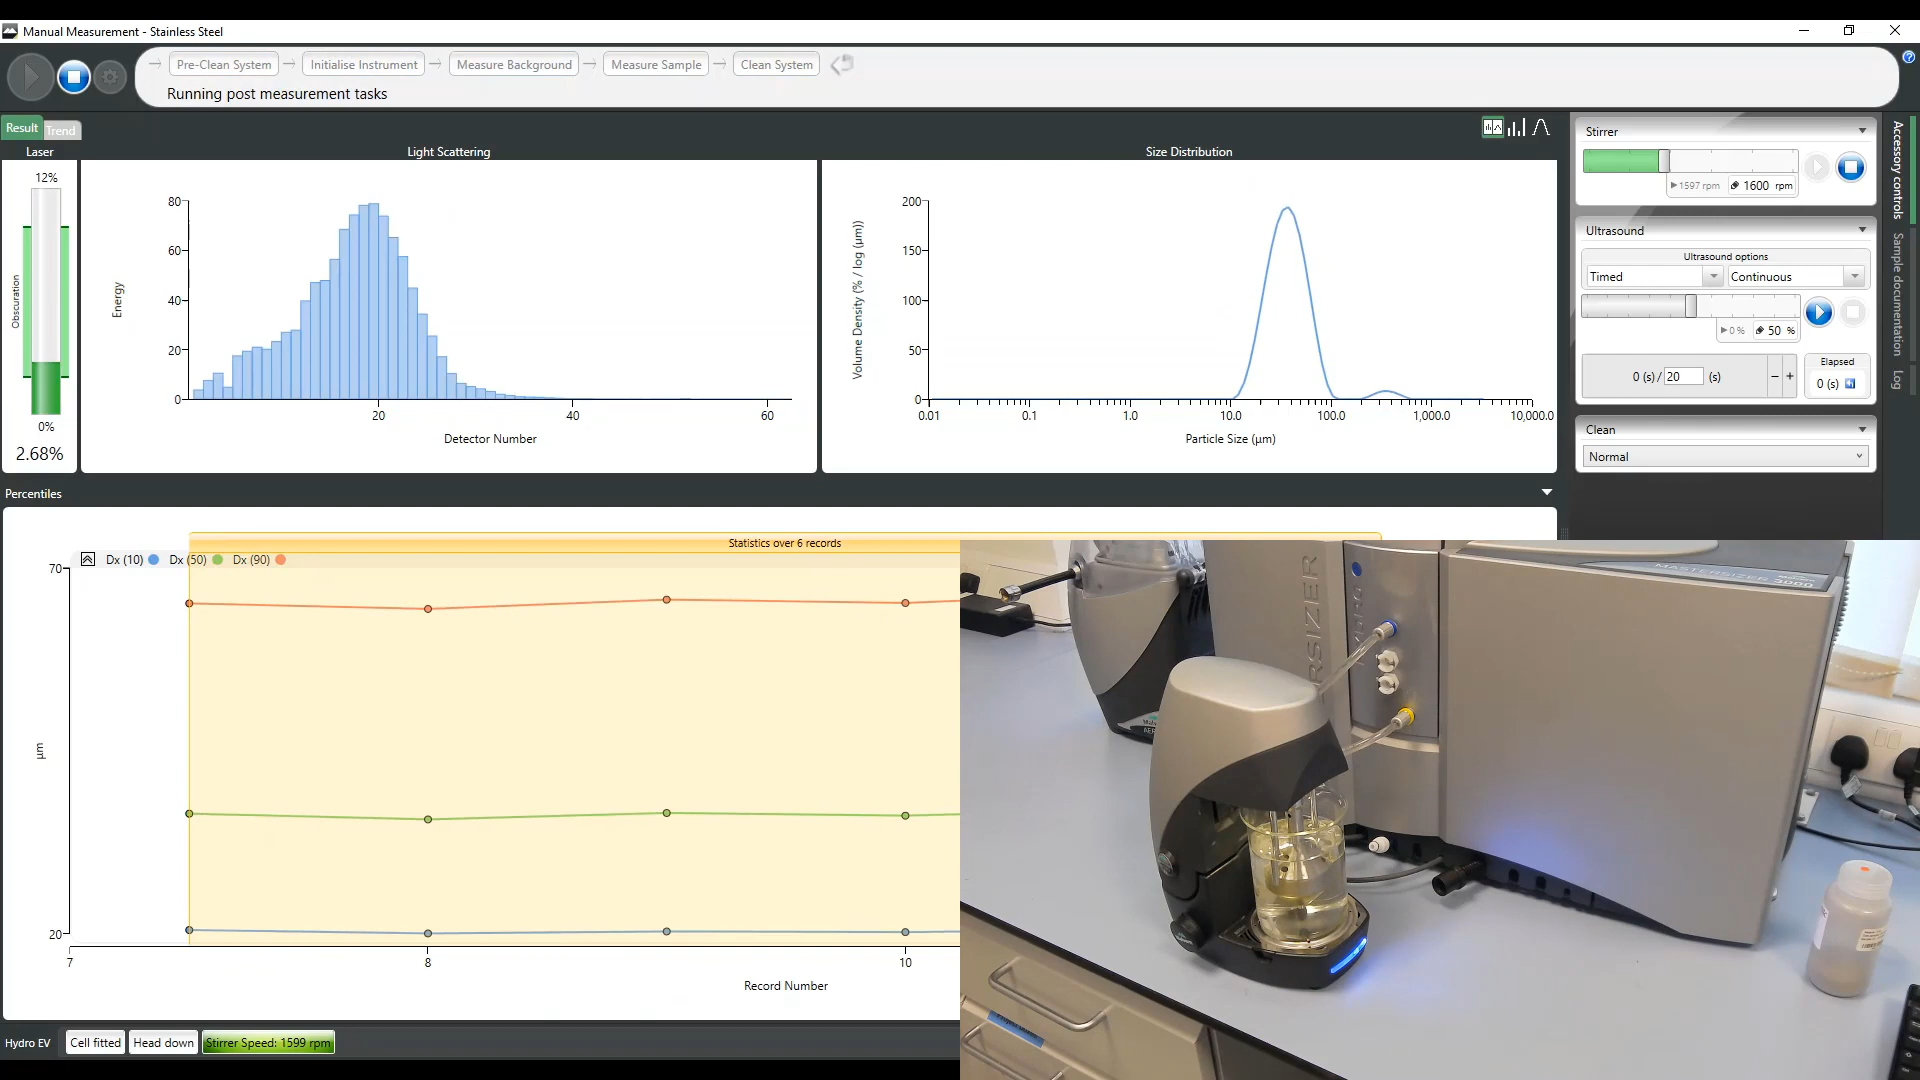 Manual Measurement - Stainless Steel
Pre-Clean System
Initialise Instrument
Measure Background
Measure Sample
Clean System
Running post measurement tasks
Result
Trend
Laser
12%
Obscuration
0%
2.68%
Light Scattering
80
60
40
20
0
Energy
20
40
60
Detector Number
Size Distribution
200
150
100
50
0
Volume Density (% / log (µm))
0.01
0.1
1.0
10.0
100.0
1,000.0
10,000.0
Particle Size (µm)
Stirrer
1597 rpm
1600 rpm
Ultrasound
Ultrasound options
Timed
Continuous
0 %
50 %
0 (s) / 20 (s)
- +
Elapsed
0 (s)
Clean
Normal
Accessory controls
Sample documentation
Log
Percentiles
Statistics over 6 records
Dx (10)
Dx (50)
Dx (90)
70
20
µm
7
8
10
Record Number
Hydro EV
Cell fitted
Head down
Stirrer Speed: 1599 rpm
RSIZER
MASTERSIZER 3000